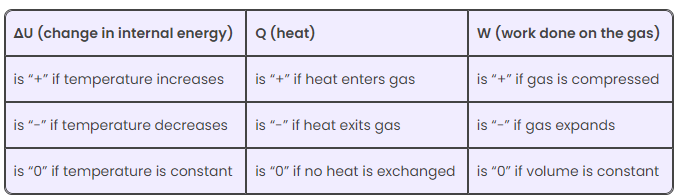 ΔU (change in internal energy) Q (heat) W (work done on the gas)
is “+” if temperature increases is “+” if heat enters gas is “+” if gas is compressed
is “-” if temperature decreases is “-” if heat exits gas is “-” if gas expands
is “0” if temperature is constant is “0” if no heat is exchanged is “0” if volume is constant